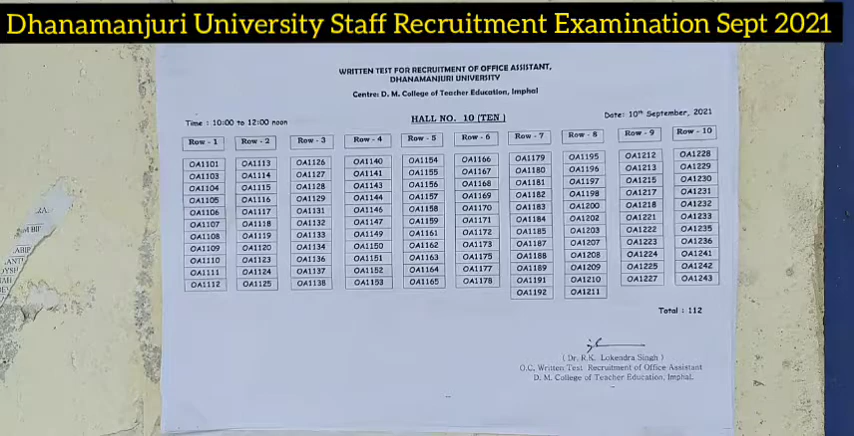 Dhanamanjuri University Staff Recruitment Examination Sept 2021
WRITTEN TEST FOR RECRUITMENT OF OFFICE ASSISTANT,
DHANAMANJURI UNIVERSITY
Centre: D. M. College of Teacher Education, Imphal
Time : 10:00 to 12:00 noon HALL NO. 10 (TEN ) Date: 10th September, 2021
Row - 1 Row - 2 Row - 3 Row - 4 Row - 5 Row - 6 Row - 7 Row - 8 Row - 9 Row - 10
OA1101 OA1113 OA1126 OA1140 OA1154 OA1166 OA1179 OA1195 OA1212 OA1228
OA1103 OA1114 OA1127 OA1141 OA1155 OA1167 OA1180 OA1196 OA1213 OA1229
OA1104 OA1115 OA1128 OA1143 OA1156 OA1168 OA1181 OA1197 OA1215 OA1230
OA1105 OA1116 OA1129 OA1144 OA1157 OA1169 OA1182 OA1198 OA1217 OA1231
OA1106 OA1117 OA1131 OA1146 OA1158 OA1170 OA1183 OA1200 OA1218 OA1232
OA1107 OA1118 OA1132 OA1147 OA1159 OA1171 OA1184 OA1202 OA1221 OA1233
OA1108 OA1119 OA1133 OA1149 OA1161 OA1172 OA1185 OA1203 OA1222 OA1235
OA1109 OA1120 OA1134 OA1150 OA1162 OA1173 OA1187 OA1207 OA1223 OA1236
OA1110 OA1123 OA1136 OA1151 OA1163 OA1175 OA1188 OA1208 OA1224 OA1241
OA1111 OA1124 OA1137 OA1152 OA1164 OA1177 OA1189 OA1209 OA1225 OA1242
OA1112 OA1125 OA1138 OA1153 OA1165 OA1178 OA1191 OA1210 OA1227 OA1243
OA1192 OA1211
Total : 112
( Dr. R.K. Lokendra Singh )
O.C, Written Test Recruitment of Office Assistant
D. M. College of Teacher Education, Imphal.